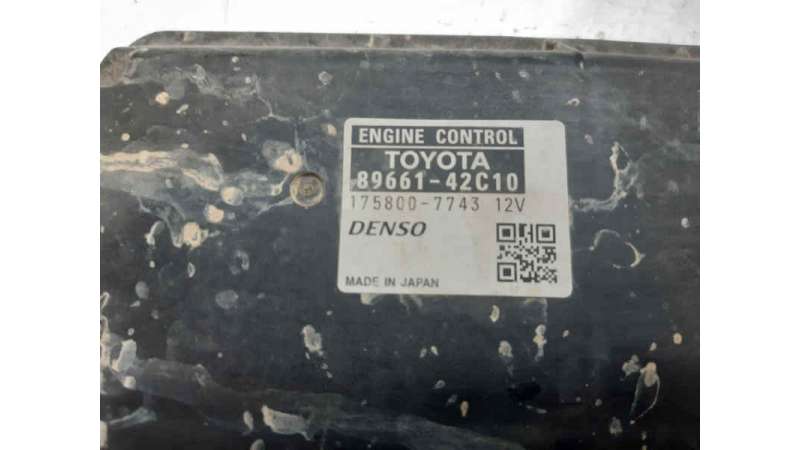 ENGINE CONTROL
TOYOTA
89661-42C10
175800-7743 12V
DENSO
MADE IN JAPAN